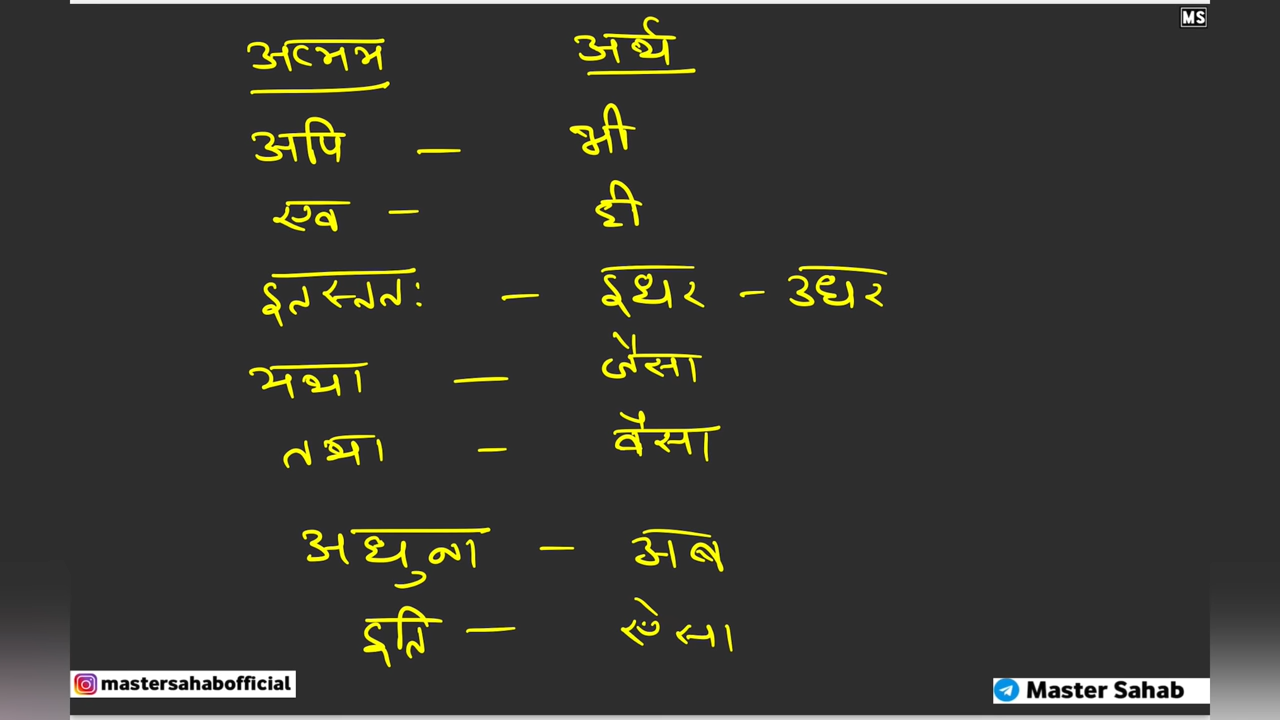 MS
अव्यय अर्थ
अपि — भी
एव - ही
इतस्ततः - इधर - उधर
यथा — जैसा
तथा - वैसा
अधुना - अब
इति — ऐसा
mastersahabofficial Master Sahab